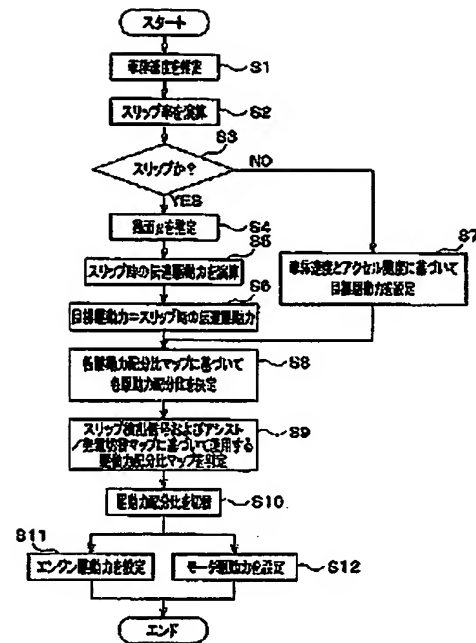 スタート
車体速度を推定
S1
スリップ率を演算
S2
S3
スリップか?
NO
YES
路面μを推定
S4
S5
スリップ時の伝達駆動力を演算
S6
目標駆動力=スリップ時の伝達駆動力
S7
車体速度とアクセル開度に基づいて
目標駆動力を設定
各駆動力配分比マップに基づいて
各駆動力配分比を決定
S8
スリップ検出信号およびアシスト
/発電切替マップに基づいて使用する
駆動力配分比マップを判定
S9
駆動力配分比を切替
S10
S11
エンジン駆動力を設定
モータ駆動力を設定
S12
エンド